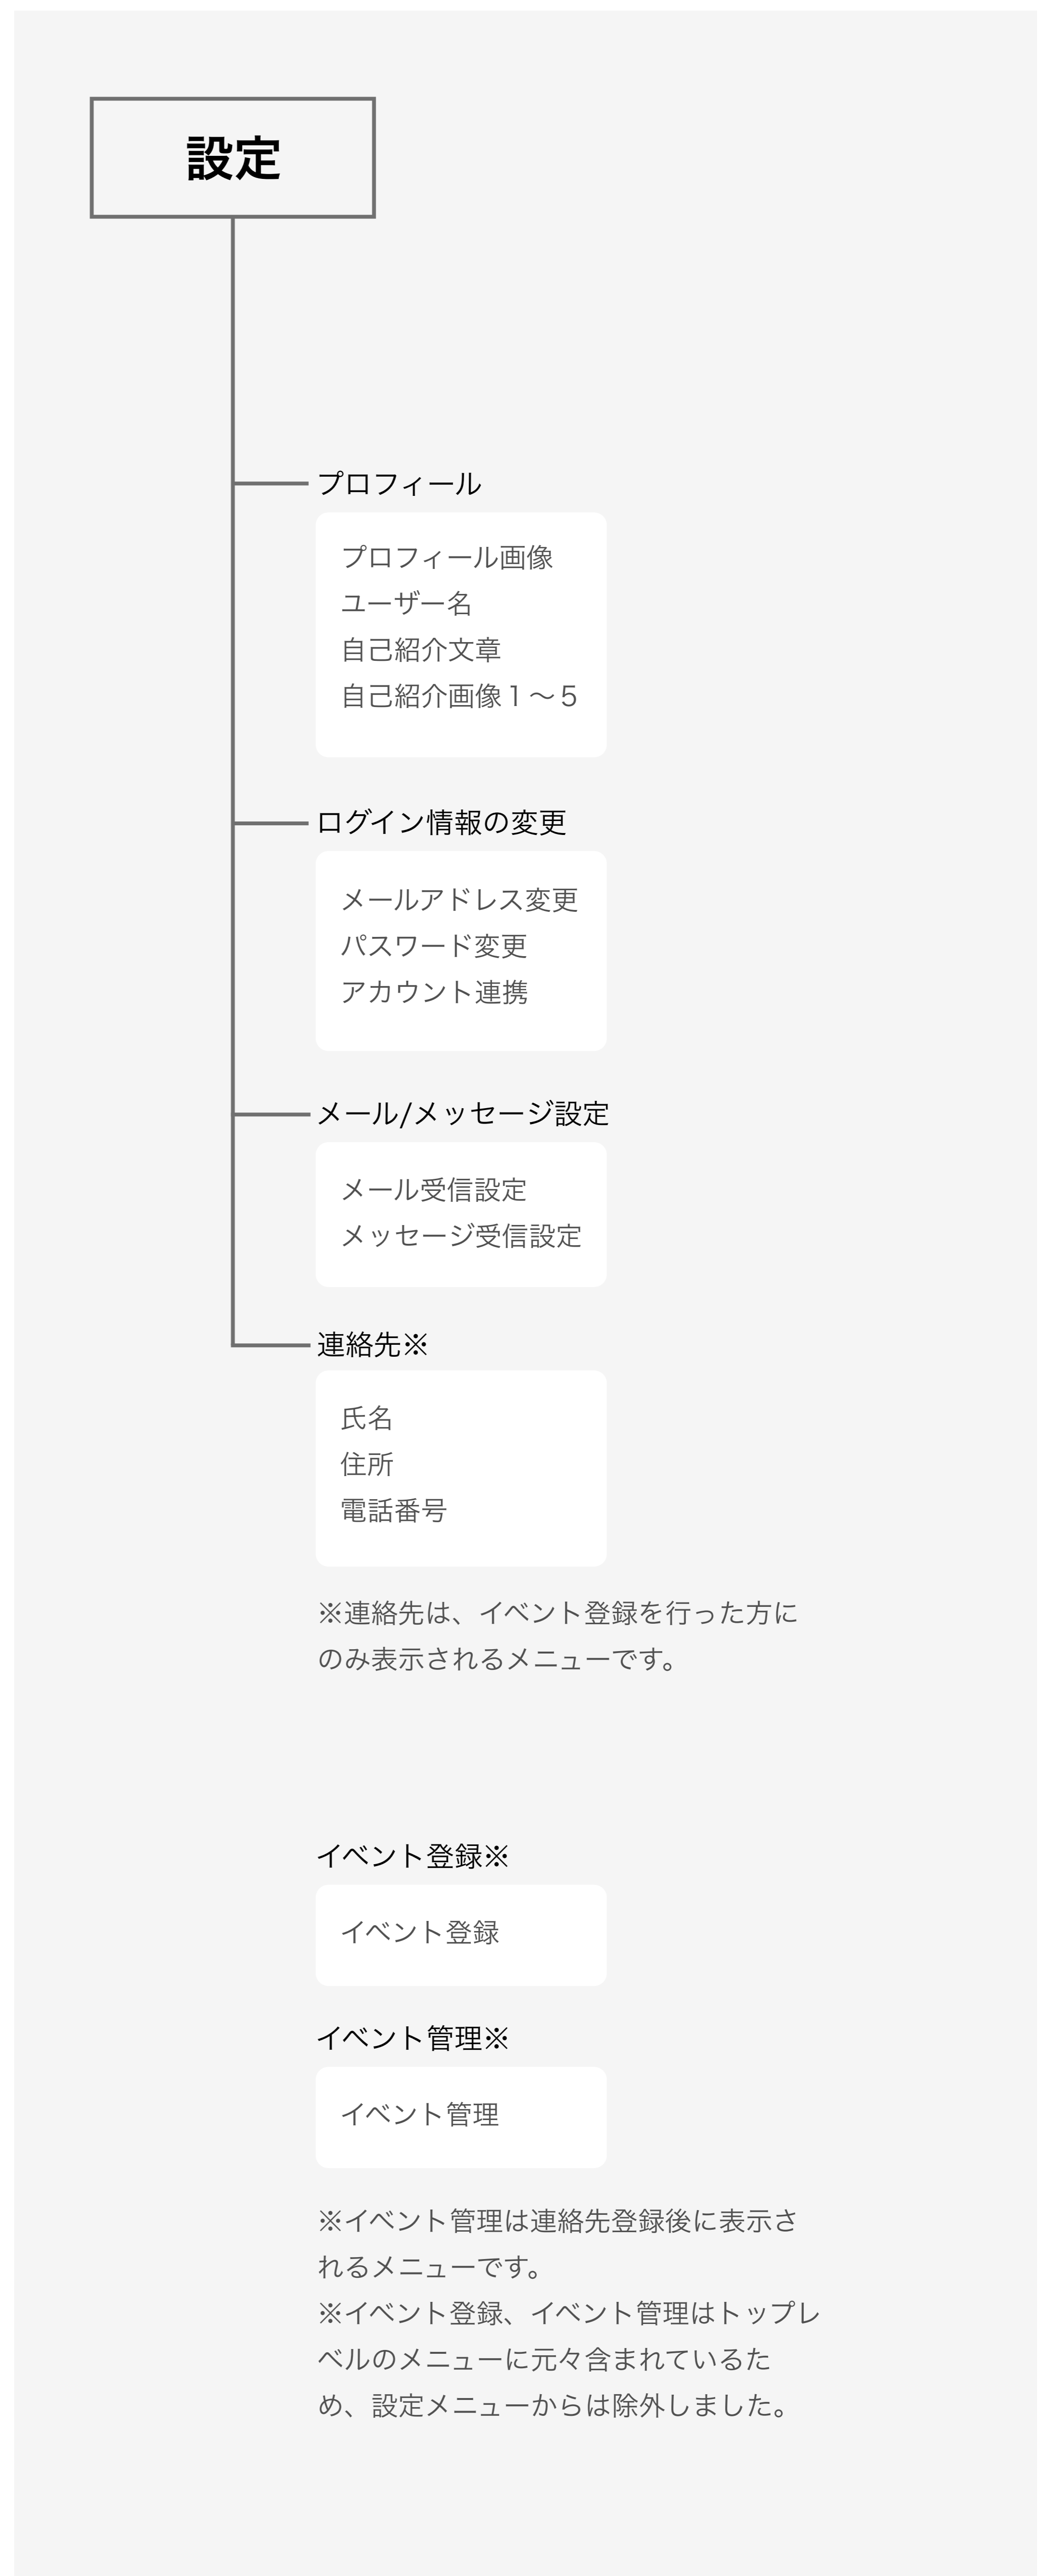 設定
プロフィール
プロフィール画像
ユーザー名
自己紹介文章
自己紹介画像１〜５
ログイン情報の変更
メールアドレス変更
パスワード変更
アカウント連携
メール/メッセージ設定
メール受信設定
メッセージ受信設定
連絡先※
氏名
住所
電話番号
※連絡先は、イベント登録を行った方に
のみ表示されるメニューです。
イベント登録※
イベント登録
イベント管理※
イベント管理
※イベント管理は連絡先登録後に表示さ
れるメニューです。
※イベント登録、イベント管理はトップレ
ベルのメニューに元々含まれているた
め、設定メニューからは除外しました。